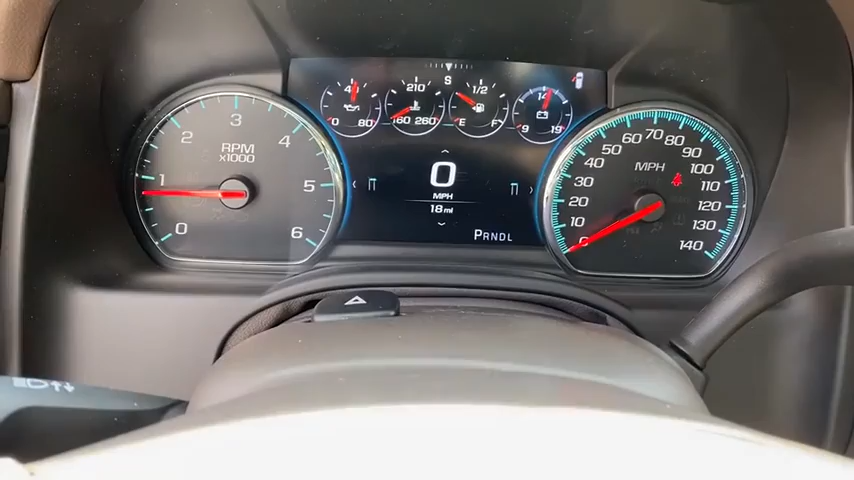 S
40
0 80
210
160 260
1/2
E F
14
9 19
0 1 2 3 4 5 6
RPM
x1000
0
MPH
18 mi
PRNDL
0 10 20 30 40 50 60 70 80 90 100 110 120 130 140
MPH